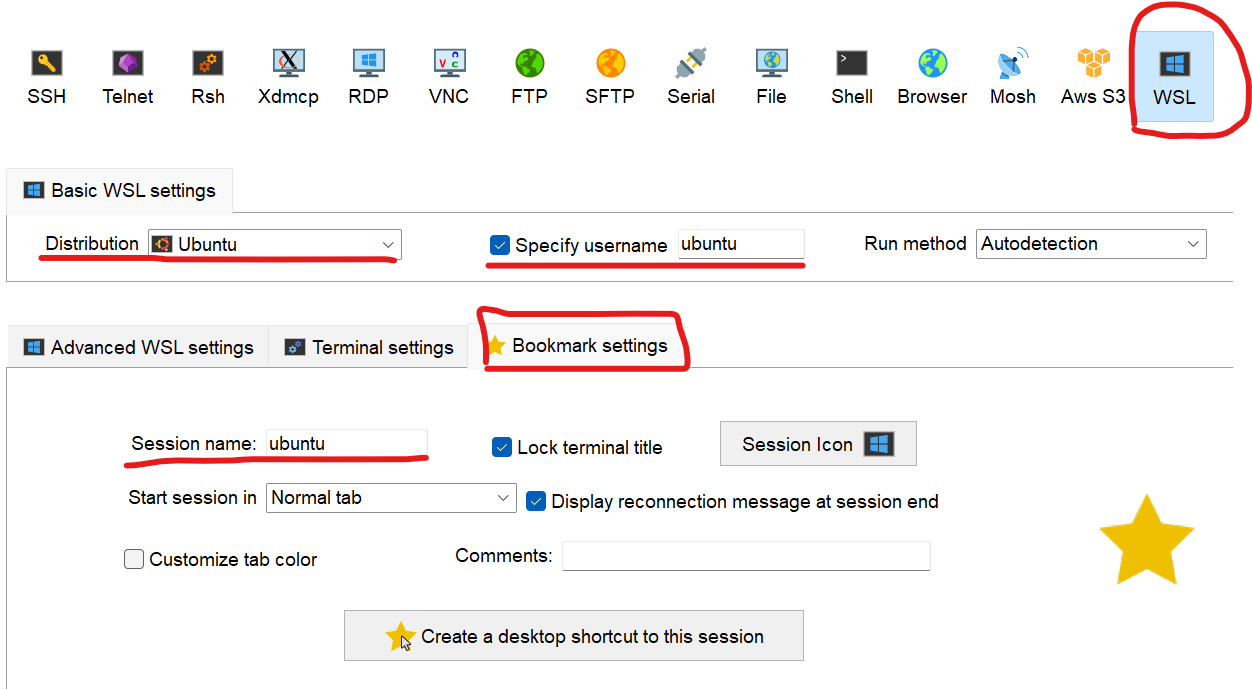 SSH Telnet Rsh Xdmcp RDP VNC FTP SFTP Serial File Shell Browser Mosh Aws S3 WSL
Basic WSL settings
Distribution Ubuntu Specify username ubuntu Run method Autodetection
Advanced WSL settings Terminal settings Bookmark settings
Session name: ubuntu Lock terminal title Session Icon
Start session in Normal tab Display reconnection message at session end
Customize tab color Comments:
Create a desktop shortcut to this session